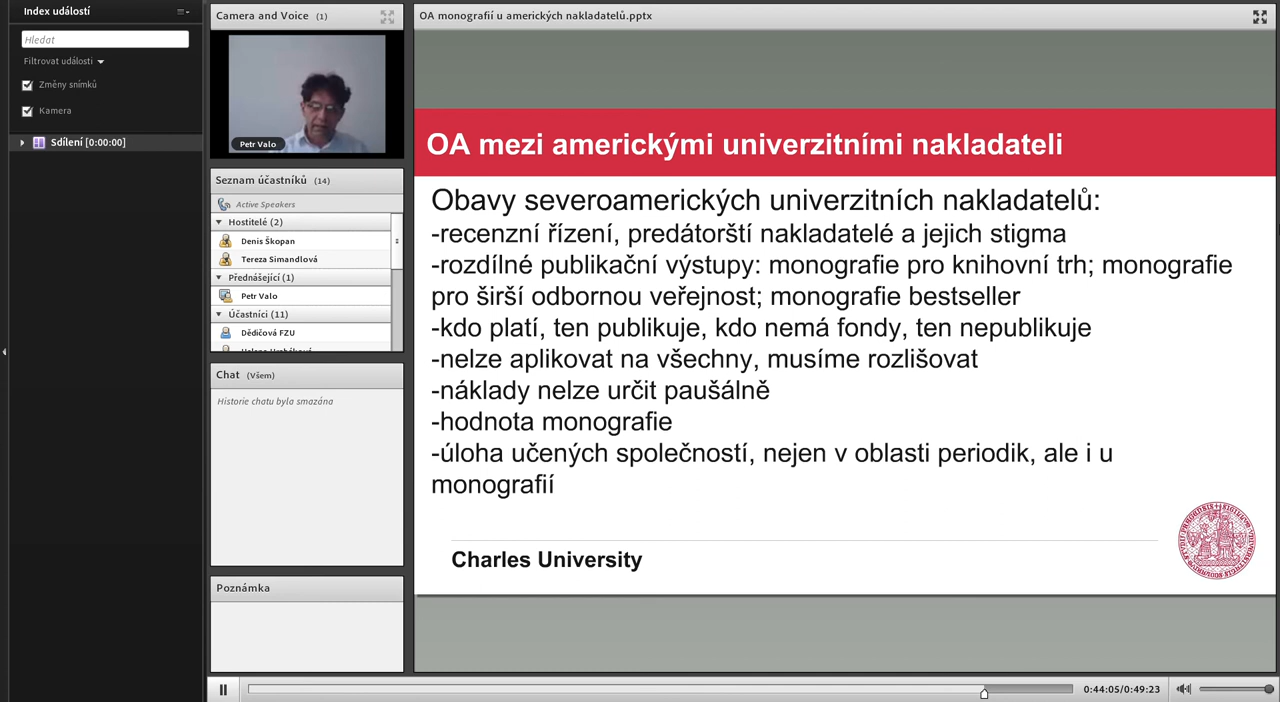 Index událostí
Hledat
Filtrovat události
Změny snímků
Kamera
Sdílení [0:00:00]
Camera and Voice (1)
Petr Valo
Seznam účastníků (14)
Active Speakers
Hostitelé (2)
Denis Škopan
Tereza Simandlová
Přednášející (1)
Petr Valo
Účastníci (11)
Dědičová FZU
Chat (Všem)
Historie chatu byla smazána
Poznámka
OA monografií u amerických nakladatelů.pptx
OA mezi americkými univerzitními nakladateli
Obavy severoamerických univerzitních nakladatelů:
-recenzní řízení, predátorští nakladatelé a jejich stigma
-rozdílné publikační výstupy: monografie pro knihovní trh; monografie
pro širší odbornou veřejnost; monografie bestseller
-kdo platí, ten publikuje, kdo nemá fondy, ten nepublikuje
-nelze aplikovat na všechny, musíme rozlišovat
-náklady nelze určit paušálně
-hodnota monografie
-úloha učených společností, nejen v oblasti periodik, ale i u
monografií
Charles University
0:44:05/0:49:23